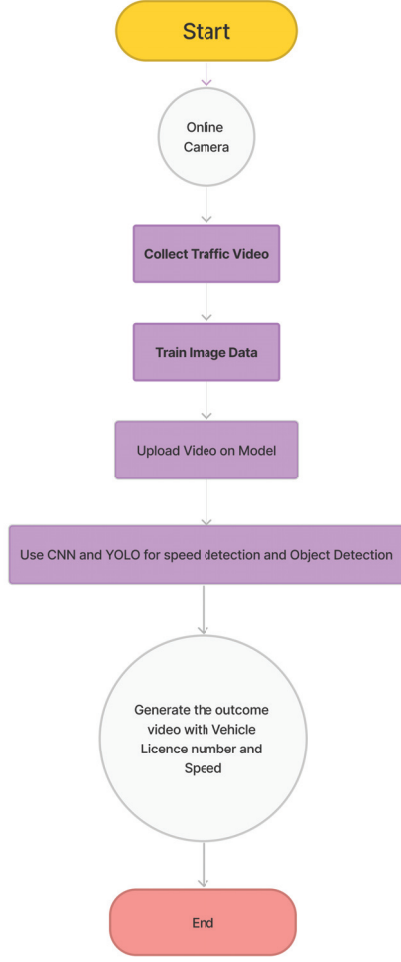 Start
Online
Camera
Collect Traffic Video
Train Image Data
Upload Video on Model
Use CNN and YOLO for speed detection and Object Detection
Generate the outcome
video with Vehicle
Licence number and
Speed
End